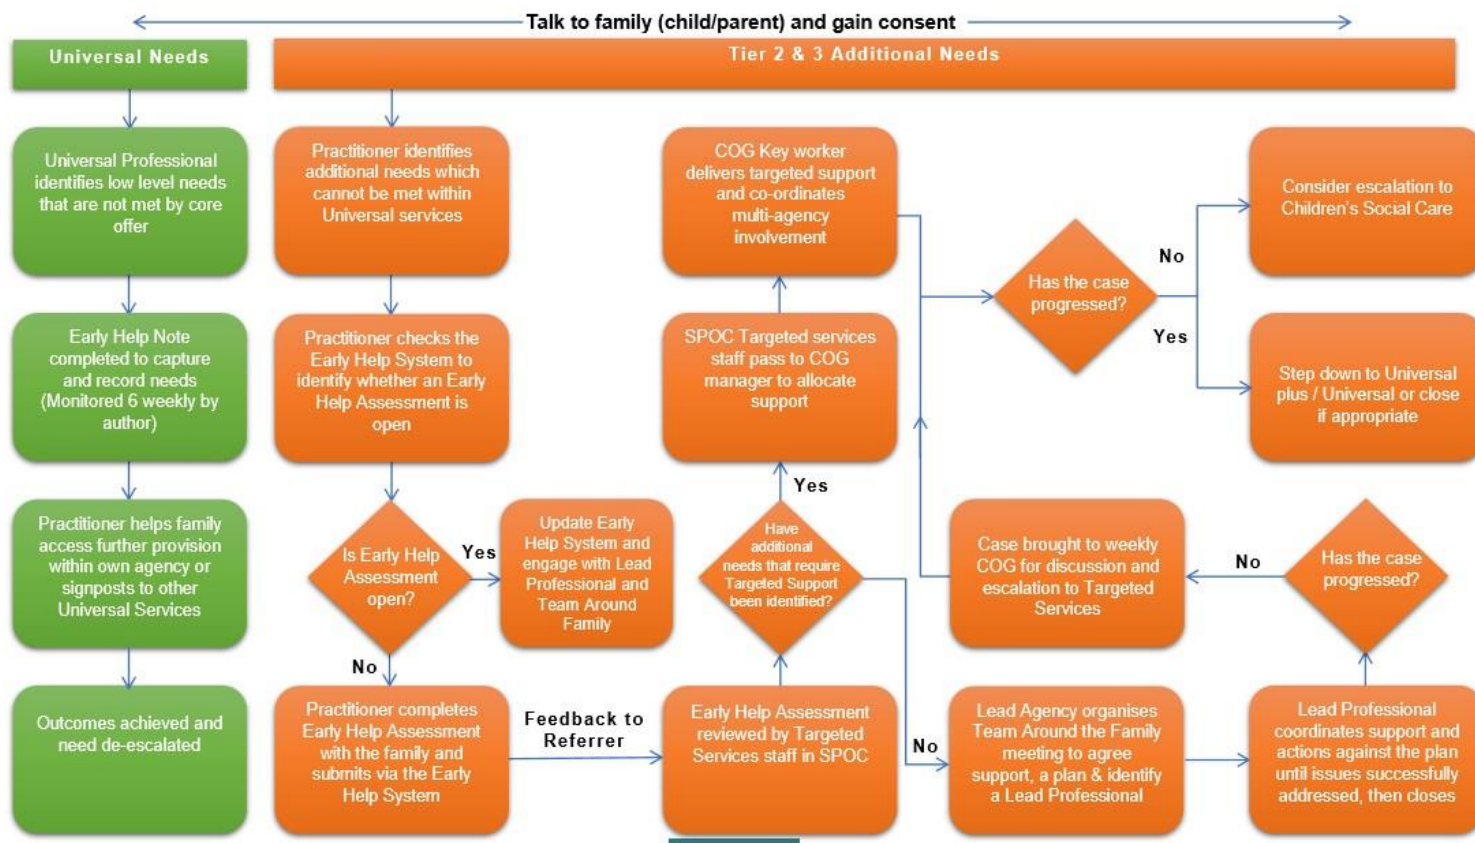 Talk to family (child/parent) and gain consent
Universal Needs
Tier 2 & 3 Additional Needs
Universal Professional
identifies low level needs
that are not met by core
offer
Early Help Note
completed to capture
and record needs
(Monitored 6 weekly by
author)
Practitioner helps family
access further provision
within own agency or
signposts to other
Universal Services
Outcomes achieved and
need de-escalated
Practitioner identifies
additional needs which
cannot be met within
Universal services
Practitioner checks the
Early Help System to
identify whether an Early
Help Assessment is
open
Is Early Help
Assessment
open?
Yes
Update Early
Help System and
engage with Lead
Professional and
Team Around
Family
No
Practitioner completes
Early Help Assessment
with the family and
submits via the Early
Help System
Feedback to
Referrer
Early Help Assessment
reviewed by Targeted
Services staff in SPOC
Have
additional
needs that require
Targeted Support
been identified?
Yes
SPOC Targeted services
staff pass to COG
manager to allocate
support
COG Key worker
delivers targeted support
and co-ordinates
multi-agency
involvement
No
Lead Agency organises
Team Around the Family
meeting to agree
support, a plan & identify
a Lead Professional
Lead Professional
coordinates support and
actions against the plan
until issues successfully
addressed, then closes
Has the case
progressed?
No
Case brought to weekly
COG for discussion and
escalation to Targeted
Services
Has the case
progressed?
No
Consider escalation to
Children's Social Care
Yes
Step down to Universal
plus / Universal or close
if appropriate